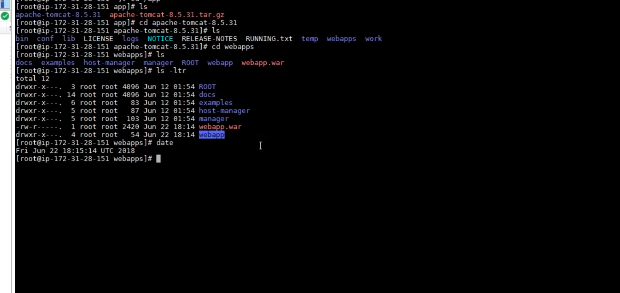 [root@ip-172-31-28-151 app]# ls
apache-tomcat-8.5.31  apache-tomcat-8.5.31.tar.gz
[root@ip-172-31-28-151 app]# cd apache-tomcat-8.5.31
[root@ip-172-31-28-151 apache-tomcat-8.5.31]# ls
bin  conf  lib  LICENSE  logs  NOTICE  RELEASE-NOTES  RUNNING.txt  temp  webapps  work
[root@ip-172-31-28-151 apache-tomcat-8.5.31]# cd webapps
[root@ip-172-31-28-151 webapps]# ls
docs  examples  host-manager  manager  ROOT  webapp  webapp.war
[root@ip-172-31-28-151 webapps]# ls -ltr
total 12
drwxr-x---.  3 root root 4096 Jun 12 01:54 ROOT
drwxr-x---. 14 root root 4096 Jun 12 01:54 docs
drwxr-x---.  6 root root   83 Jun 12 01:54 examples
drwxr-x---.  5 root root   87 Jun 12 01:54 host-manager
drwxr-x---.  5 root root  103 Jun 12 01:54 manager
-rw-r-----.  1 root root 2420 Jun 22 18:14 webapp.war
drwxr-x---.  4 root root   54 Jun 22 18:14 webapp
[root@ip-172-31-28-151 webapps]# date
Fri Jun 22 18:15:14 UTC 2018
[root@ip-172-31-28-151 webapps]#